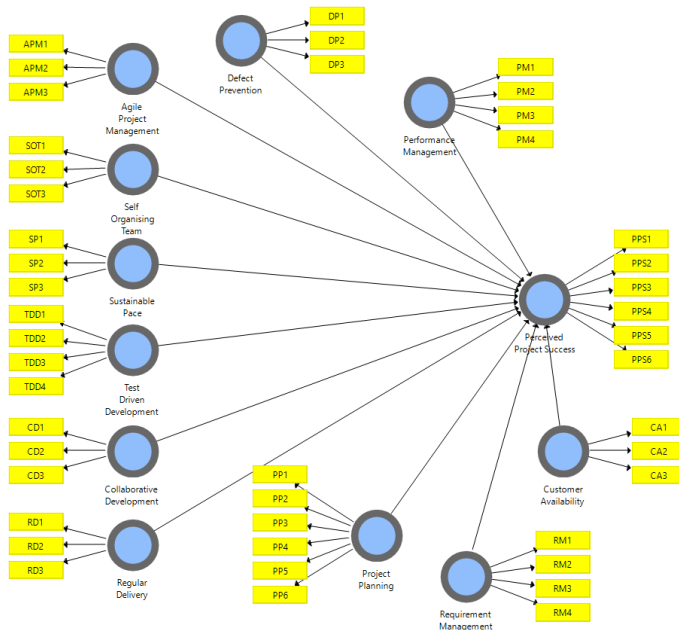 APM1
APM2
APM3
Agile
Project
Management
DP1
DP2
DP3
Defect
Prevention
PM1
PM2
PM3
PM4
Performance
Management
SOT1
SOT2
SOT3
Self
Organising
Team
SP1
SP2
SP3
Sustainable
Pace
PPS1
PPS2
PPS3
PPS4
PPS5
PPS6
Perceived
Project Success
TDD1
TDD2
TDD3
TDD4
Test
Driven
Development
CD1
CD2
CD3
Collaborative
Development
CA1
CA2
CA3
Customer
Availability
RD1
RD2
RD3
Regular
Delivery
PP1
PP2
PP3
PP4
PP5
PP6
Project
Planning
RM1
RM2
RM3
RM4
Requirement
Management